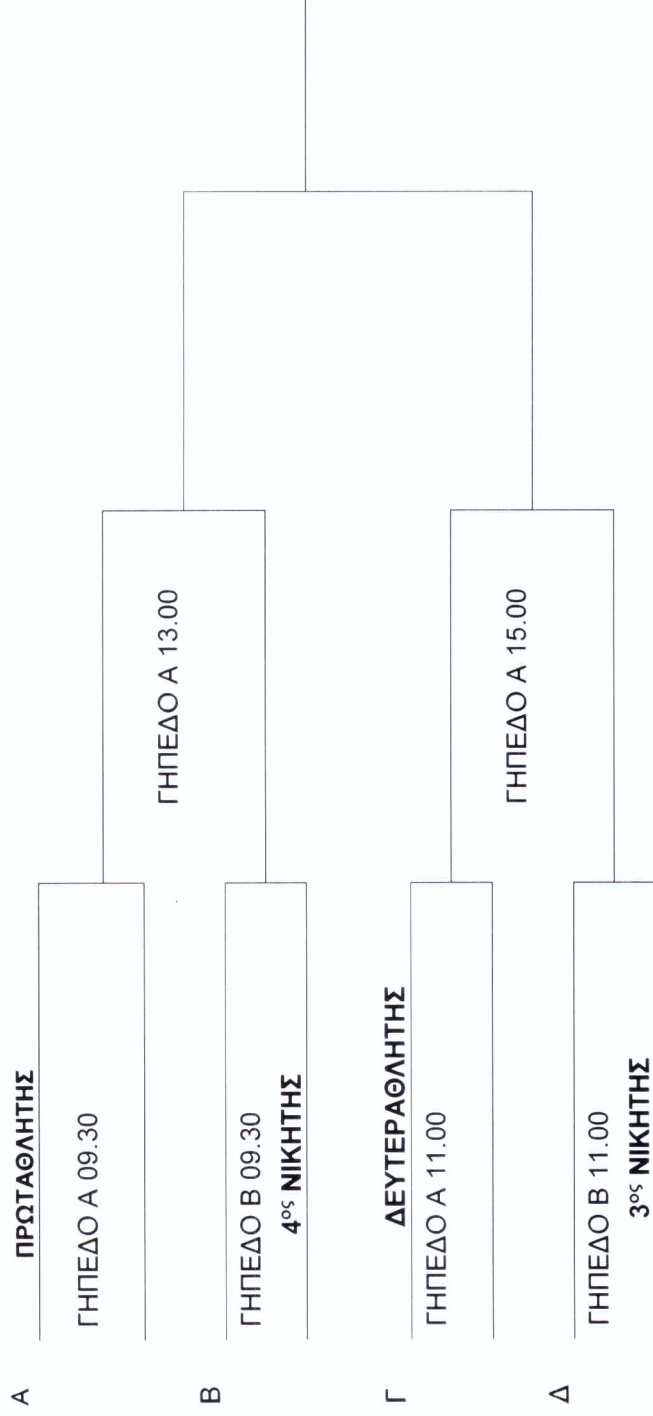 Α
ΠΡΩΤΑΘΛΗΤΗΣ
ΓΗΠΕΔΟ Α 09.30
Β
ΓΗΠΕΔΟ Β 09.30
4ος ΝΙΚΗΤΗΣ
ΓΗΠΕΔΟ Α 13.00
Γ
ΔΕΥΤΕΡΑΘΛΗΤΗΣ
ΓΗΠΕΔΟ Α 11.00
Δ
ΓΗΠΕΔΟ Β 11.00
3ος ΝΙΚΗΤΗΣ
ΓΗΠΕΔΟ Α 15.00